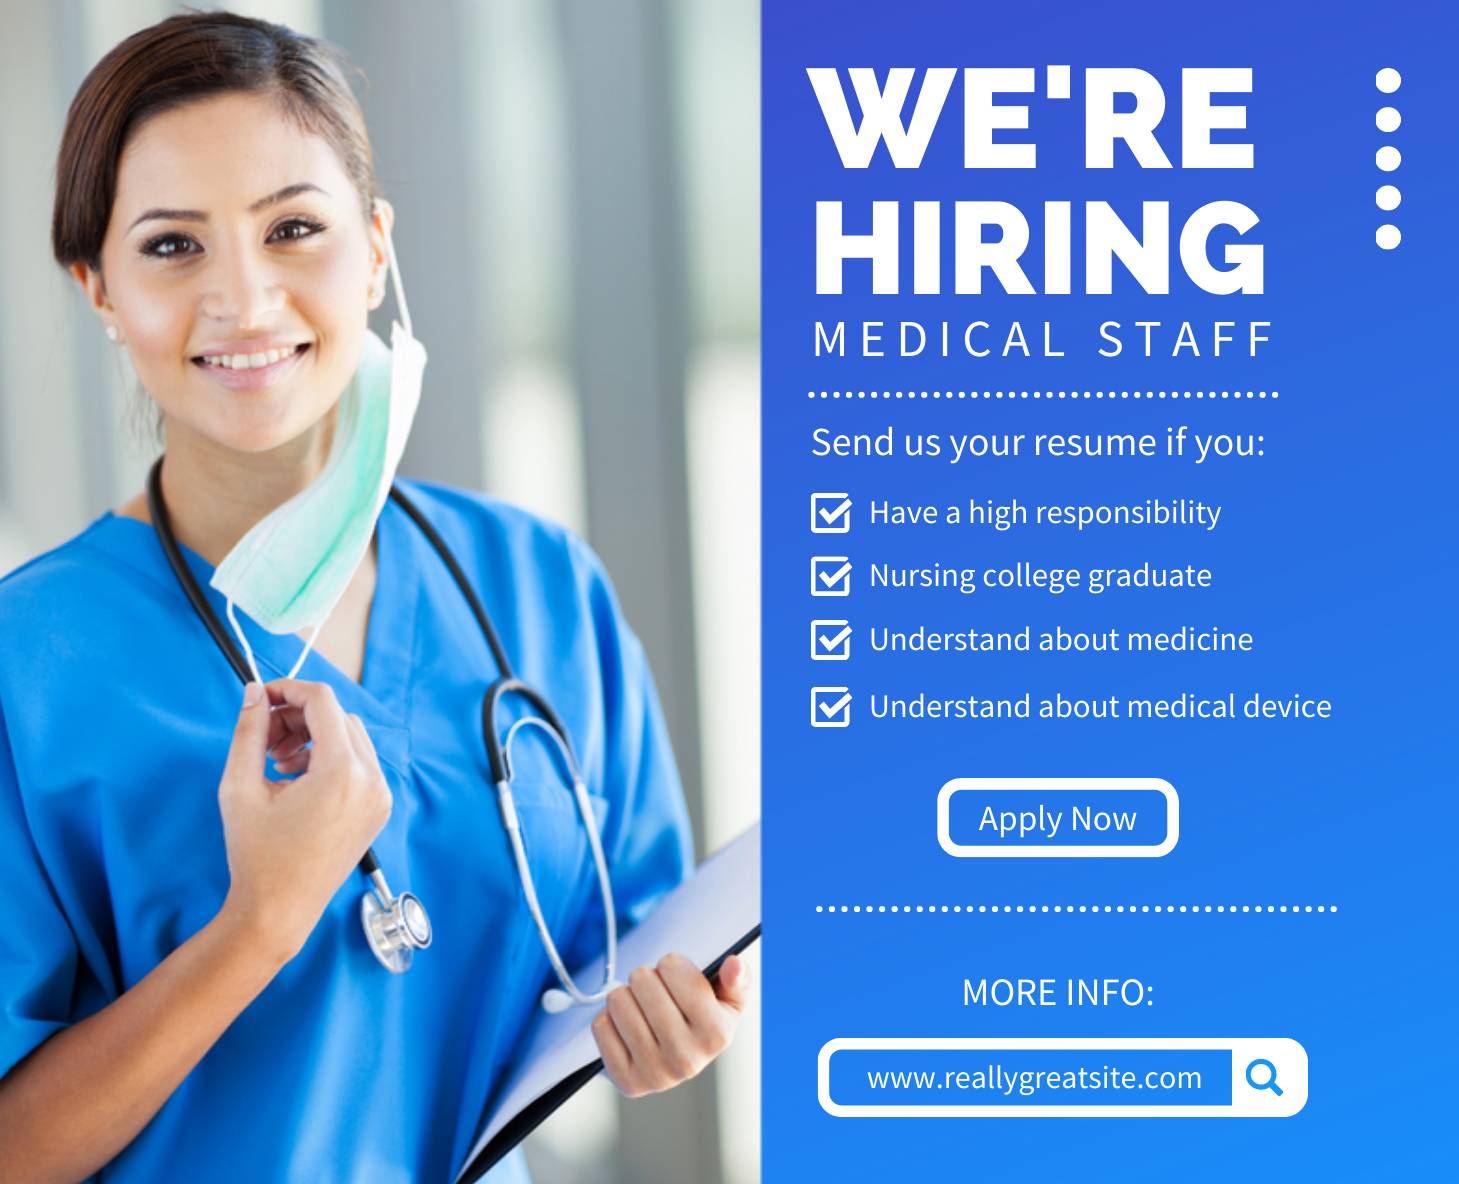 WE'RE
HIRING
MEDICAL STAFF
Send us your resume if you:
Have a high responsibility
Nursing college graduate
Understand about medicine
Understand about medical device
Apply Now
MORE INFO:
www.reallygreatsite.com